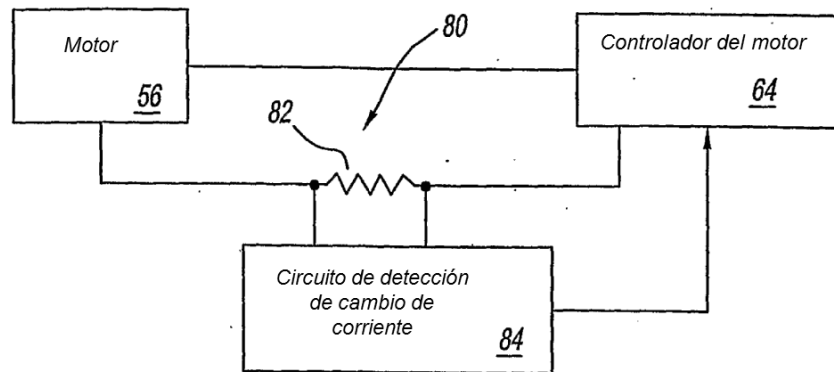 Motor
56
80
Controlador del motor
64
82
Circuito de detección
de cambio de
corriente
84